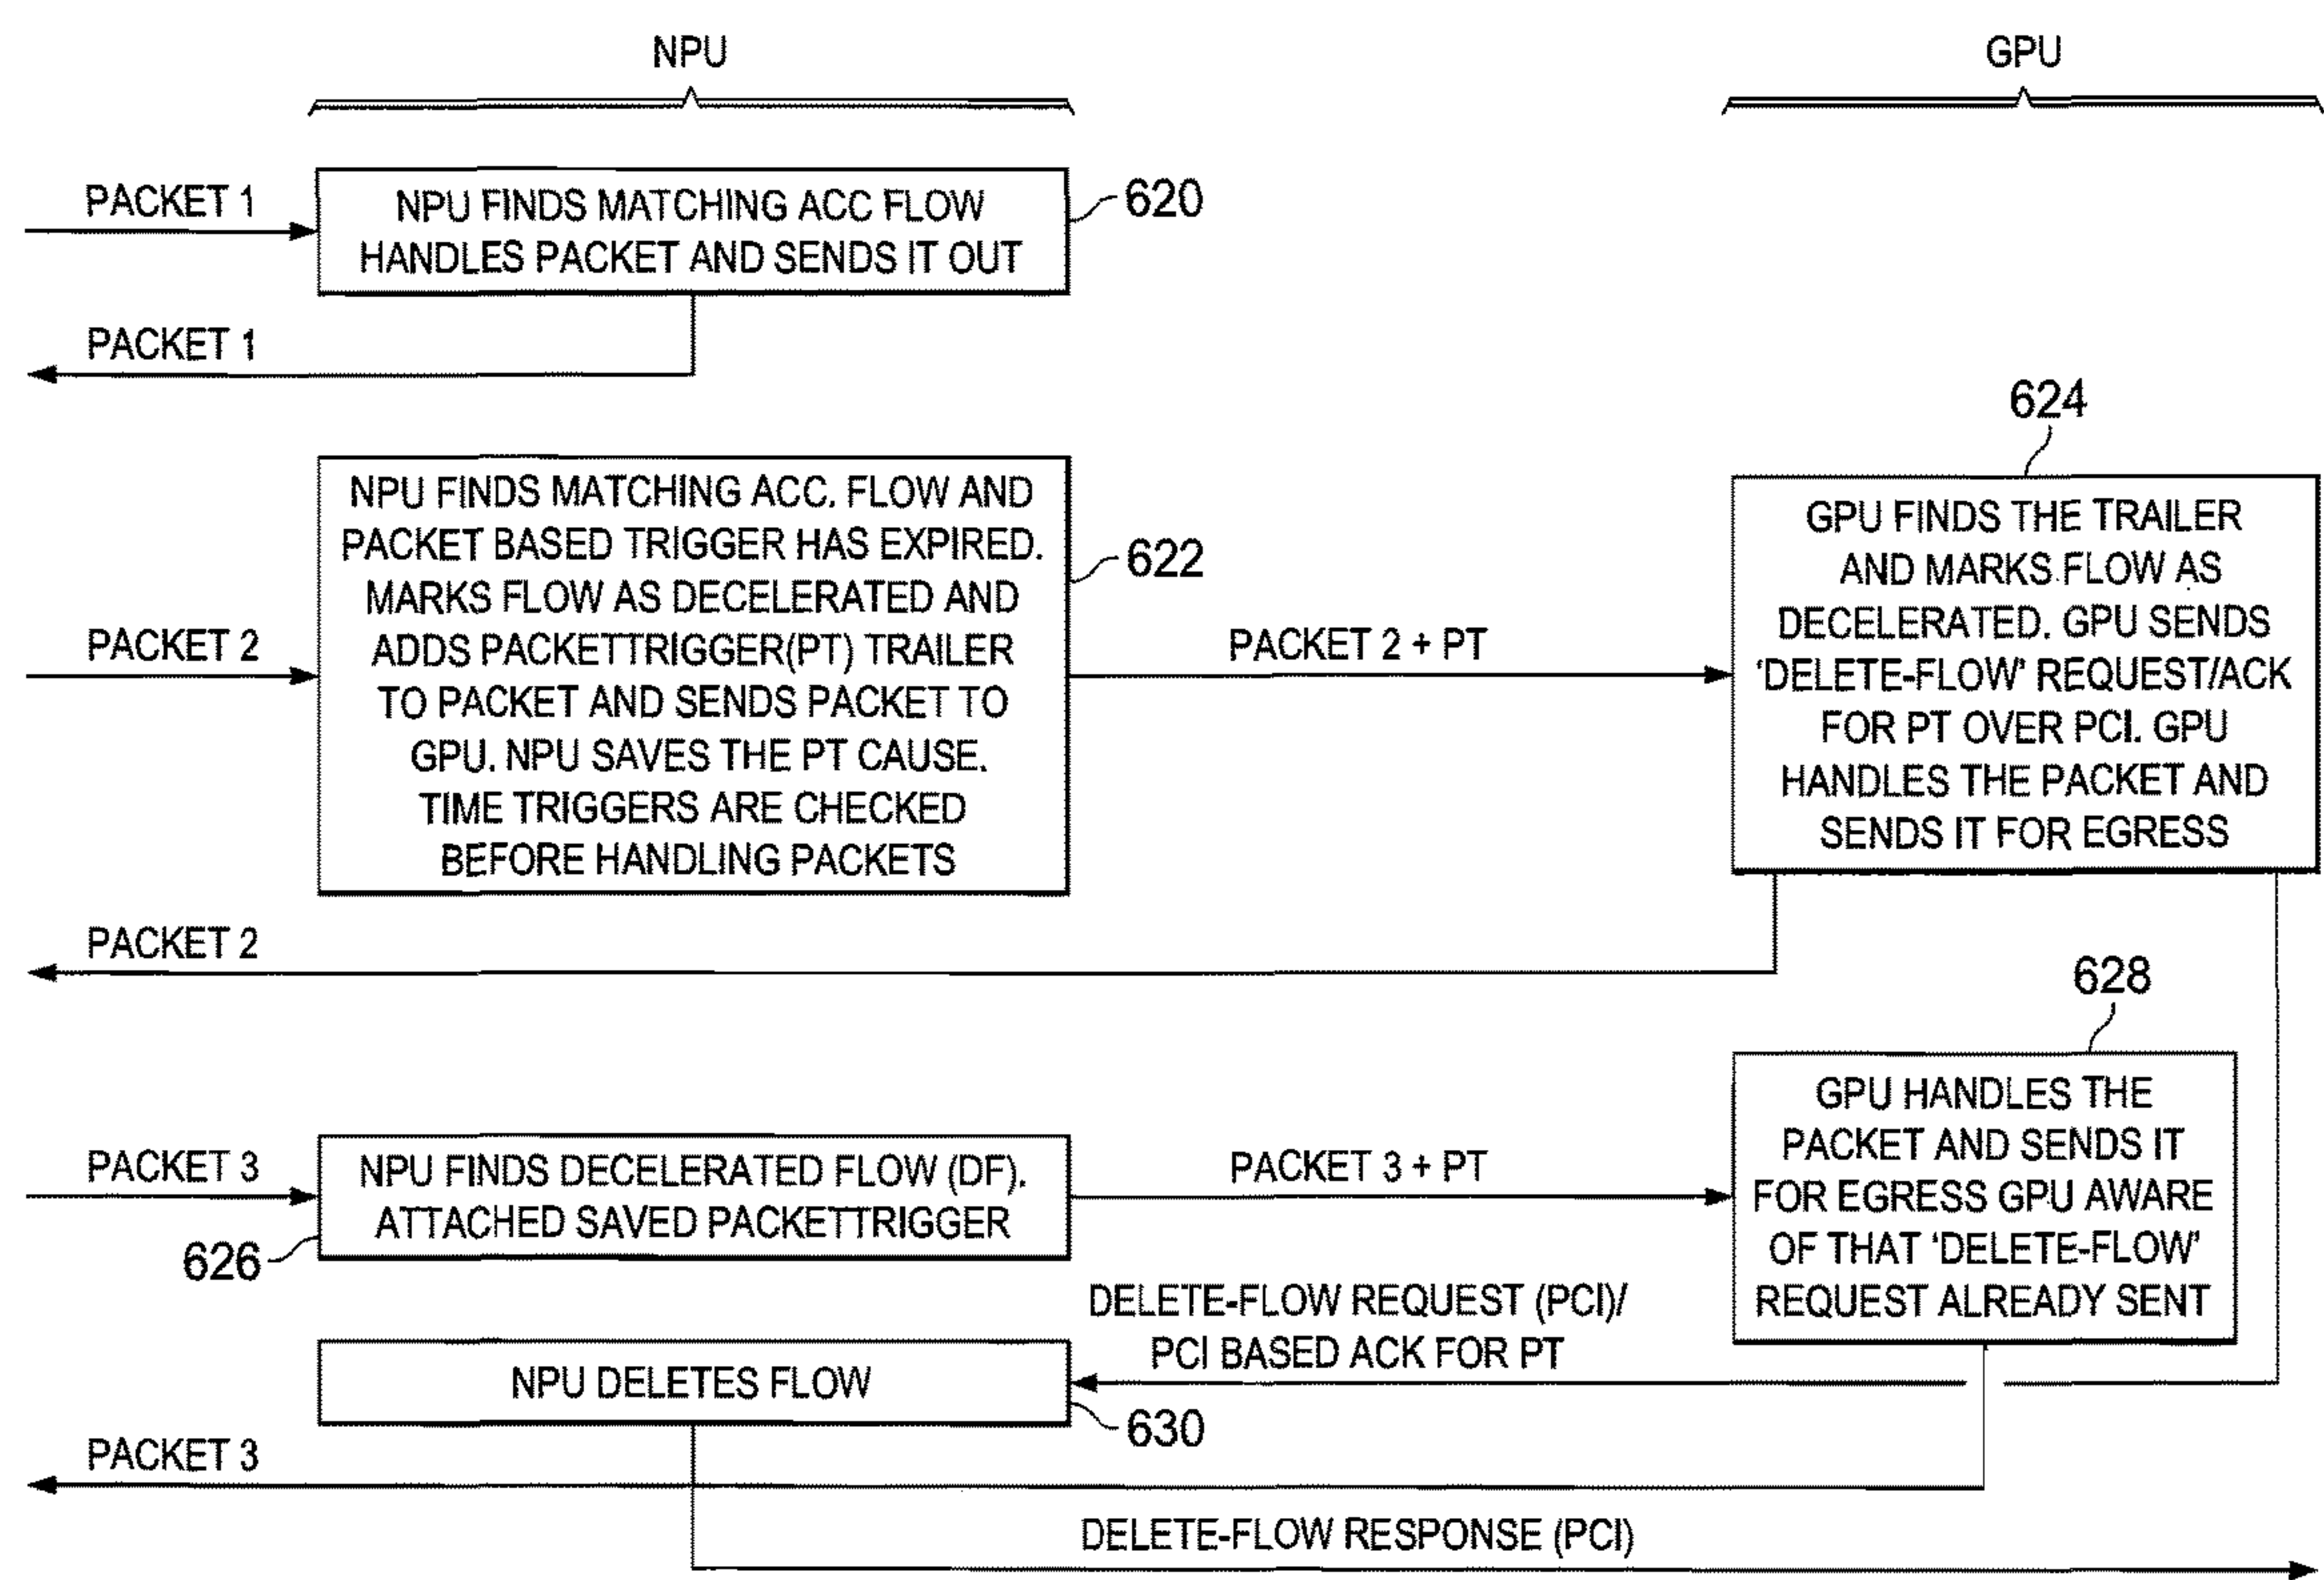 NPU
GPU
PACKET 1
NPU FINDS MATCHING ACC FLOW
HANDLES PACKET AND SENDS IT OUT
620
PACKET 1
624
NPU FINDS MATCHING ACC. FLOW AND
PACKET BASED TRIGGER HAS EXPIRED.
MARKS FLOW AS DECELERATED AND
ADDS PACKETTRIGGER(PT) TRAILER
TO PACKET AND SENDS PACKET TO
GPU. NPU SAVES THE PT CAUSE.
TIME TRIGGERS ARE CHECKED
BEFORE HANDLING PACKETS
622
PACKET 2
PACKET 2 + PT
GPU FINDS THE TRAILER
AND MARKS FLOW AS
DECELERATED. GPU SENDS
'DELETE-FLOW' REQUEST/ACK
FOR PT OVER PCI. GPU
HANDLES THE PACKET AND
SENDS IT FOR EGRESS
PACKET 2
628
PACKET 3
NPU FINDS DECELERATED FLOW (DF).
ATTACHED SAVED PACKETTRIGGER
626
PACKET 3 + PT
GPU HANDLES THE
PACKET AND SENDS IT
FOR EGRESS GPU AWARE
OF THAT 'DELETE-FLOW'
REQUEST ALREADY SENT
DELETE-FLOW REQUEST (PCI)/
PCI BASED ACK FOR PT
NPU DELETES FLOW
630
PACKET 3
DELETE-FLOW RESPONSE (PCI)